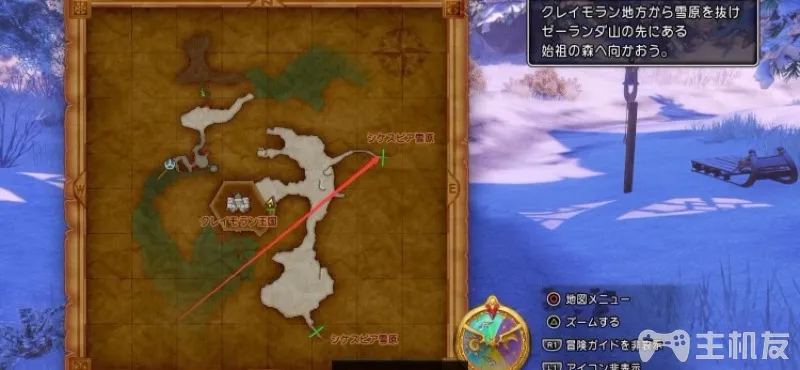 クレイモラン地方から雪原を抜け
ゼーランダ山の先にある
始祖の森へ向かおう。
N
シケスビア雪原
W
E
クレイモラン王国
シケスビア雪原
地図メニュー
ズームする
R1 冒険ガイドを非表示
L1 アイコン非表示
主机友